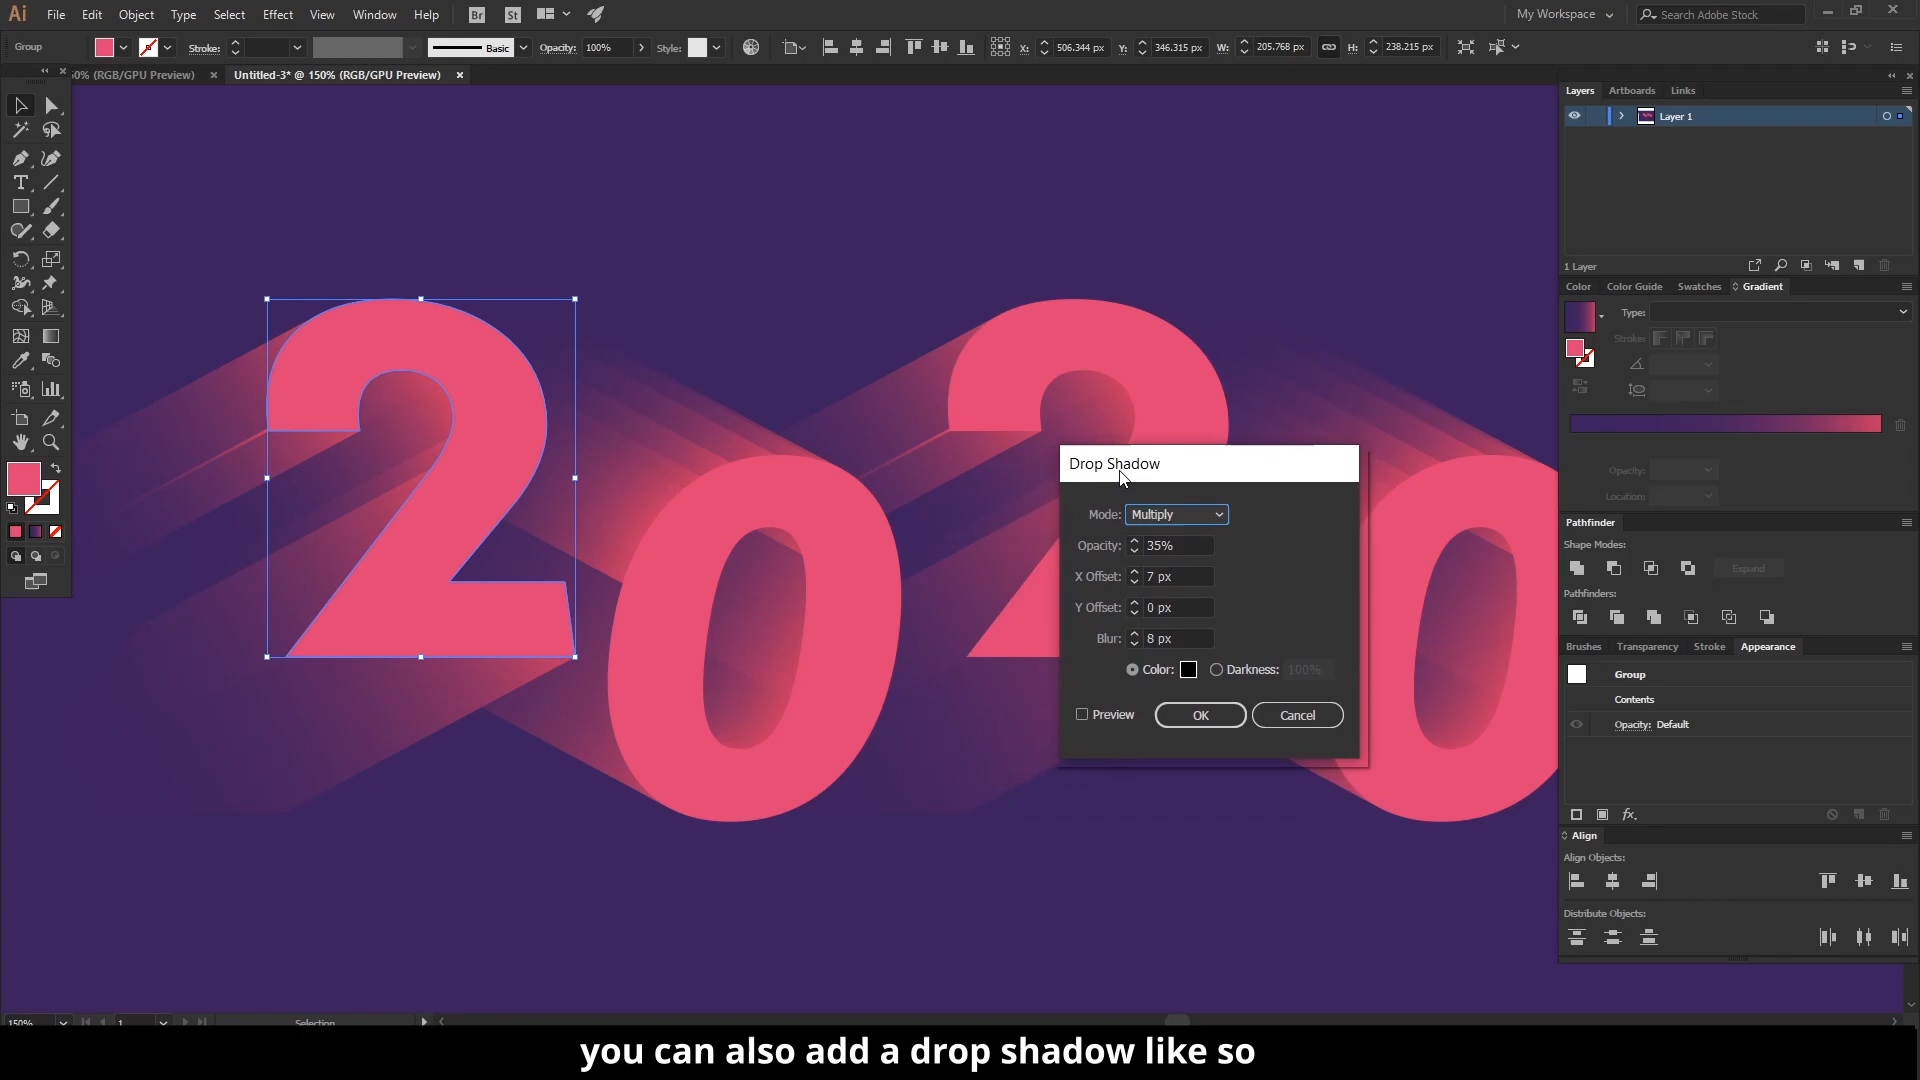 Ai File Edit Object Type Select Effect View Window Help Br St My Workspace Search Adobe Stock
Group Stroke: Basic Opacity: 100% Style: X: 506.344 px Y: 346.315 px W: 205.768 px H: 238.215 px
50% (RGB/GPU Preview) × Untitled-3* @ 150% (RGB/GPU Preview) ×
Layers Artboards Links
Layer 1
1 Layer
Color Color Guide Swatches Gradient
Type:
Stroke:
Opacity:
Location:
Pathfinder
Shape Modes:
Expand
Pathfinders:
Brushes Transparency Stroke Appearance
Group
Contents
Opacity: Default
fx.
Align
Align Objects:
Distribute Objects:
2020
Drop Shadow
Mode: Multiply
Opacity: 35%
X Offset: 7 px
Y Offset: 0 px
Blur: 8 px
Color: Darkness: 100%
Preview OK Cancel
150% 1 Selection
you can also add a drop shadow like so